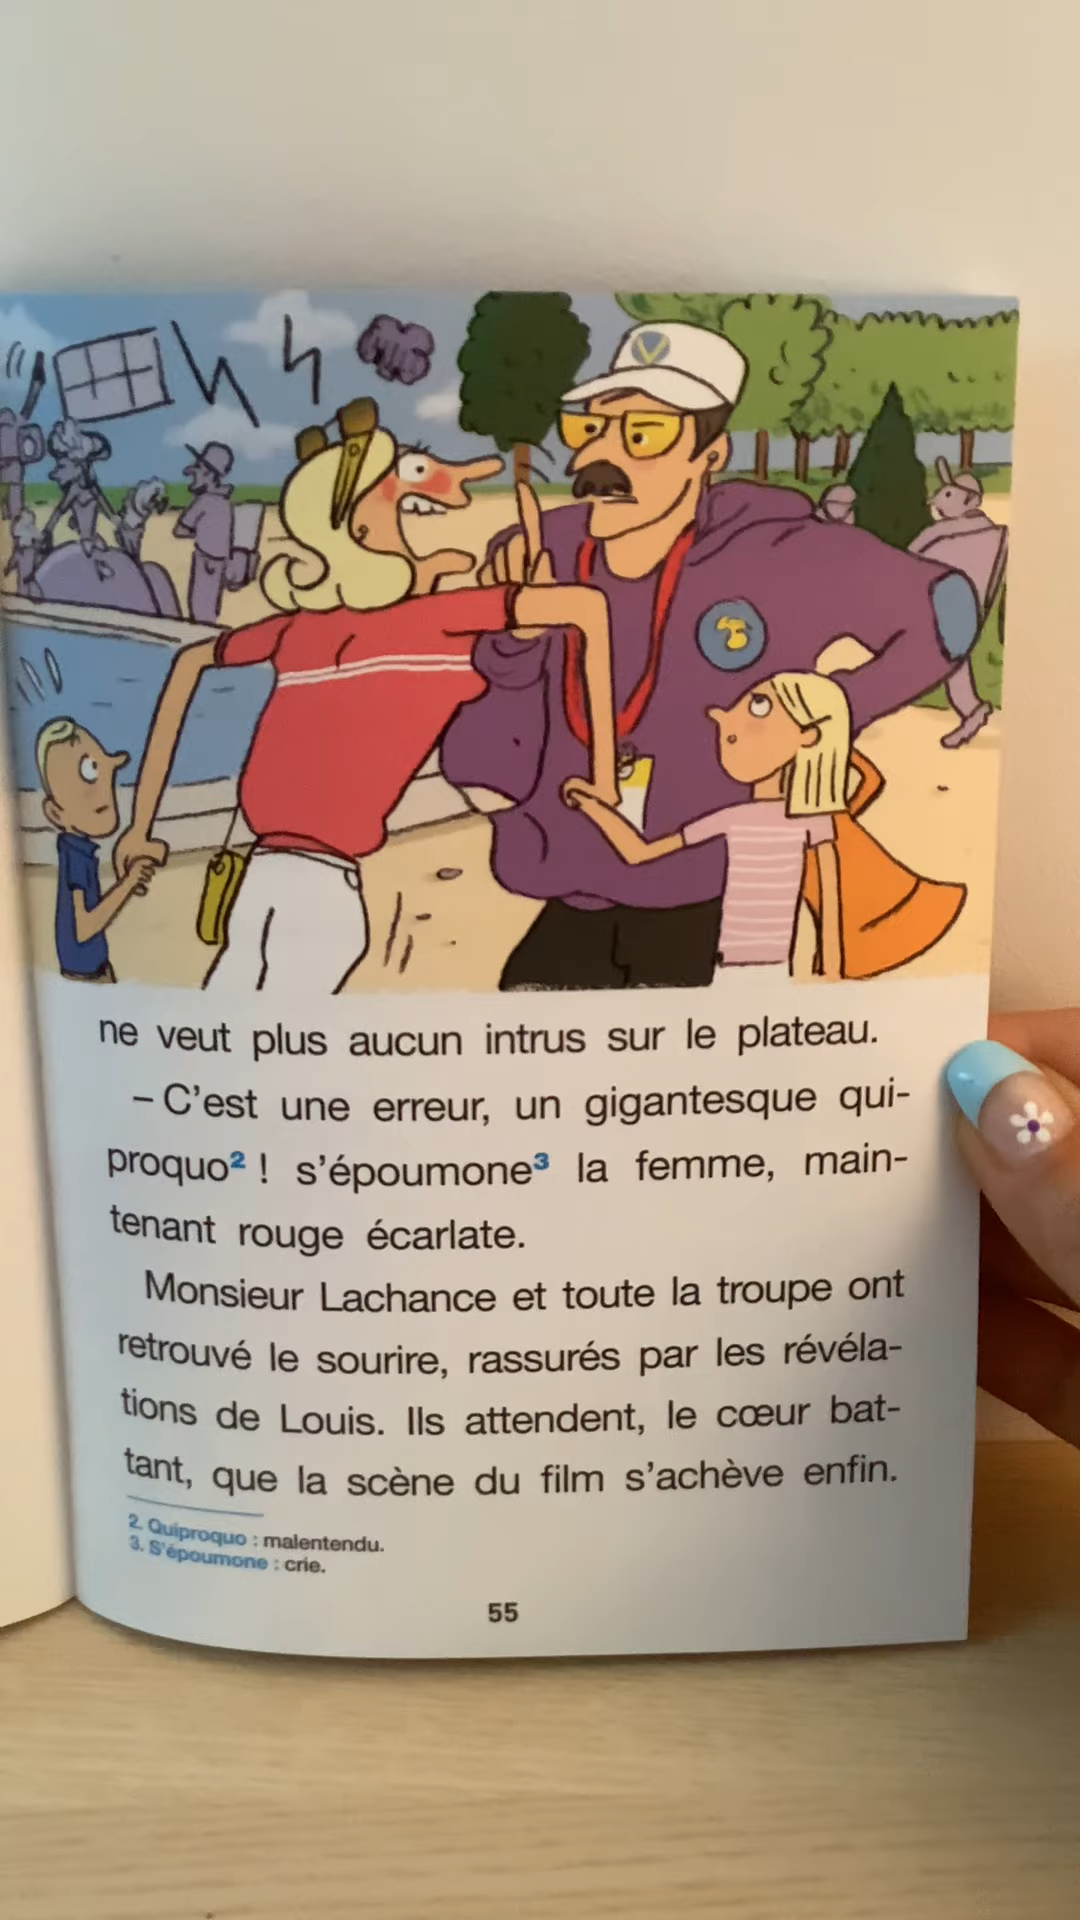 ne veut plus aucun intrus sur le plateau.
– C'est une erreur, un gigantesque qui-
proquo² ! s'époumone³ la femme, main-
tenant rouge écarlate.
Monsieur Lachance et toute la troupe ont
retrouvé le sourire, rassurés par les révéla-
tions de Louis. Ils attendent, le cœur bat-
tant, que la scène du film s'achève enfin.
2. Quiproquo : malentendu.
3. S'époumone : crie.
55